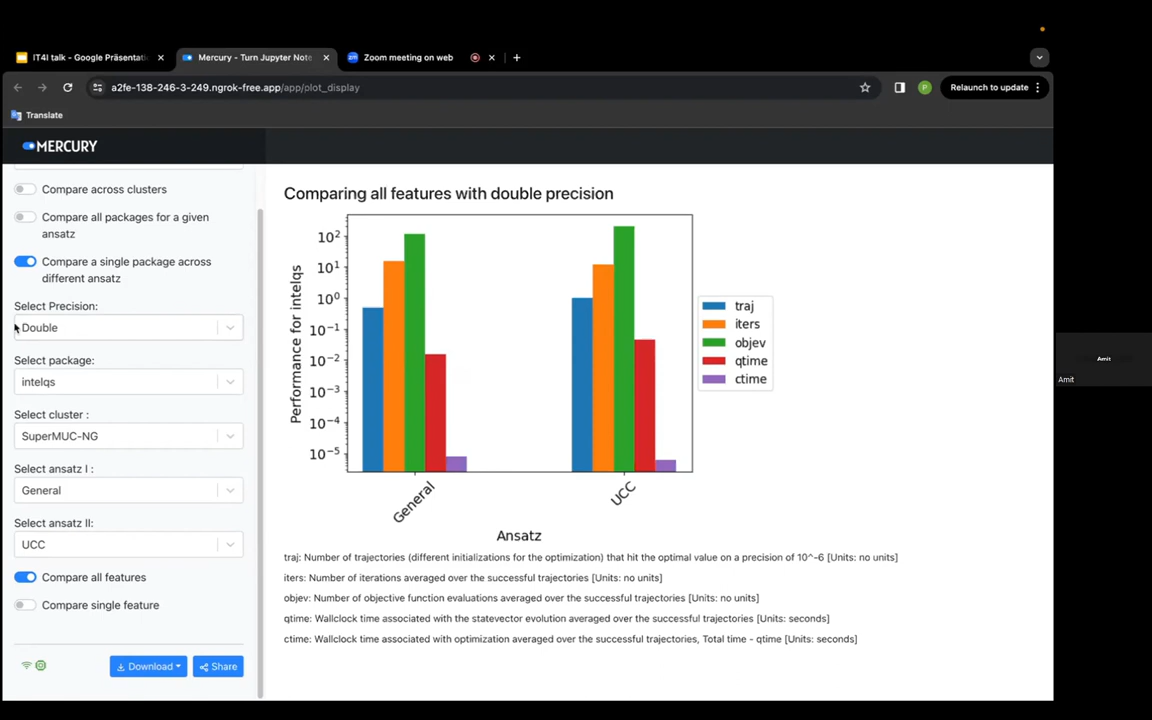 IT4I talk - Google Präsentati
Mercury - Turn Jupyter Note
Zoom meeting on web
a2fe-138-246-3-249.ngrok-free.app/app/plot_display
P
Relaunch to update
Translate
MERCURY
Compare across clusters
Compare all packages for a given
ansatz
Compare a single package across
different ansatz
Select Precision:
Double
Select package:
intelqs
Select cluster :
SuperMUC-NG
Select ansatz I :
General
Select ansatz II:
UCC
Compare all features
Compare single feature
Download
Share
Comparing all features with double precision
Performance for intelqs
10^2
10^1
10^0
10^-1
10^-2
10^-3
10^-4
10^-5
General
UCC
Ansatz
traj
iters
objev
qtime
ctime
traj: Number of trajectories (different initializations for the optimization) that hit the optimal value on a precision of 10^-6 [Units: no units]
iters: Number of iterations averaged over the successful trajectories [Units: no units]
objev: Number of objective function evaluations averaged over the successful trajectories [Units: no units]
qtime: Wallclock time associated with the statevector evolution averaged over the successful trajectories [Units: seconds]
ctime: Wallclock time associated with optimization averaged over the successful trajectories, Total time - qtime [Units: seconds]
Amit
Amit